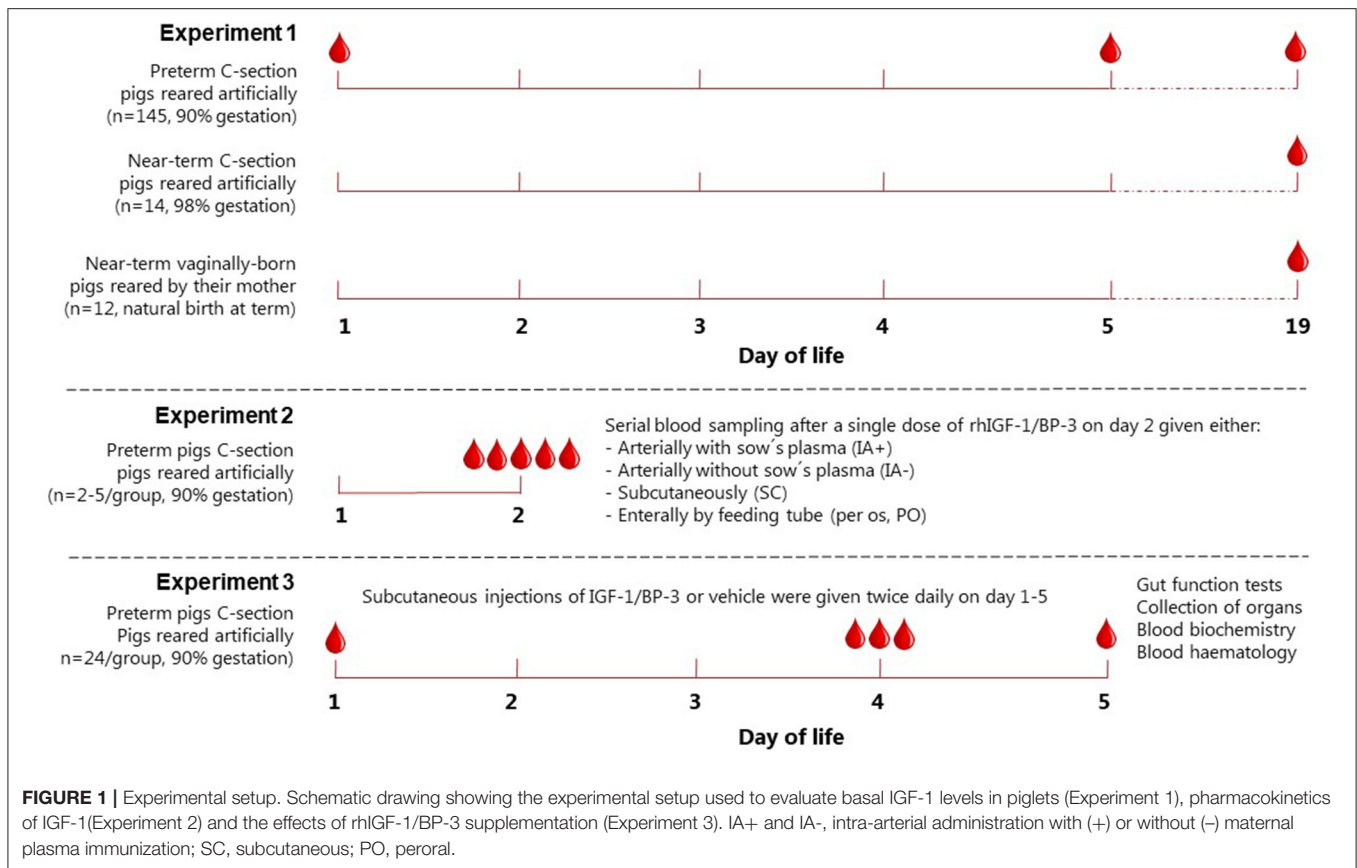 Experiment 1
Preterm C-section
pigs reared artificially
(n=145, 90% gestation)
Near-term C-section
pigs reared artificially
(n=14, 98% gestation)
Near-term vaginally-born
pigs reared by their mother
(n=12, natural birth at term)
1 2 3 4 5 19
Day of life
Experiment 2
Preterm pigs C-section
pigs reared artificially
(n=2-5/group, 90% gestation)
1 2
Serial blood sampling after a single dose of rhIGF-1/BP-3 on day 2 given either:
- Arterially with sow´s plasma (IA+)
- Arterially without sow´s plasma (IA-)
- Subcutaneously (SC)
- Enterally by feeding tube (per os, PO)
Experiment 3
Preterm pigs C-section
Pigs reared artificially
n=24/group, 90% gestation)
Subcutaneous injections of IGF-1/BP-3 or vehicle were given twice daily on day 1-5
Gut function tests
Collection of organs
Blood biochemistry
Blood haematology
1 2 3 4 5
Day of life
FIGURE 1 | Experimental setup. Schematic drawing showing the experimental setup used to evaluate basal IGF-1 levels in piglets (Experiment 1), pharmacokinetics
of IGF-1(Experiment 2) and the effects of rhIGF-1/BP-3 supplementation (Experiment 3). IA+ and IA-, intra-arterial administration with (+) or without (–) maternal
plasma immunization; SC, subcutaneous; PO, peroral.